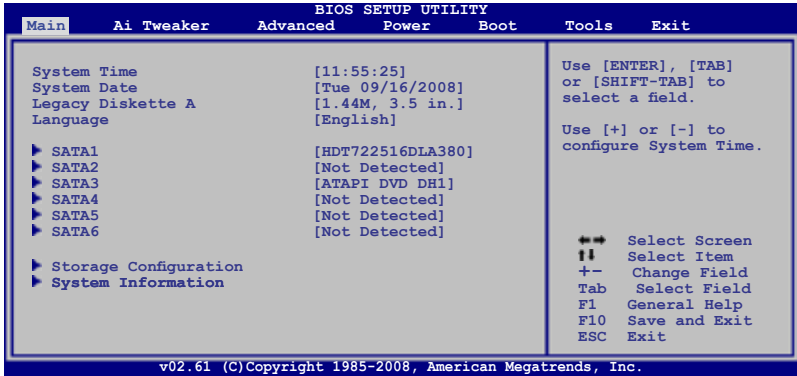 BIOS SETUP UTILITY
Main Ai Tweaker Advanced Power Boot Tools Exit
System Time [11:55:25]
System Date [Tue 09/16/2008]
Legacy Diskette A [1.44M, 3.5 in.]
Language [English]
SATA1 [HDT722516DLA380]
SATA2 [Not Detected]
SATA3 [ATAPI DVD DH1]
SATA4 [Not Detected]
SATA5 [Not Detected]
SATA6 [Not Detected]
Storage Configuration
System Information
Use [ENTER], [TAB]
or [SHIFT-TAB] to
select a field.
Use [+] or [-] to
configure System Time.
Select Screen
Select Item
+- Change Field
Tab Select Field
F1 General Help
F10 Save and Exit
ESC Exit
v02.61 (C)Copyright 1985-2008, American Megatrends, Inc.